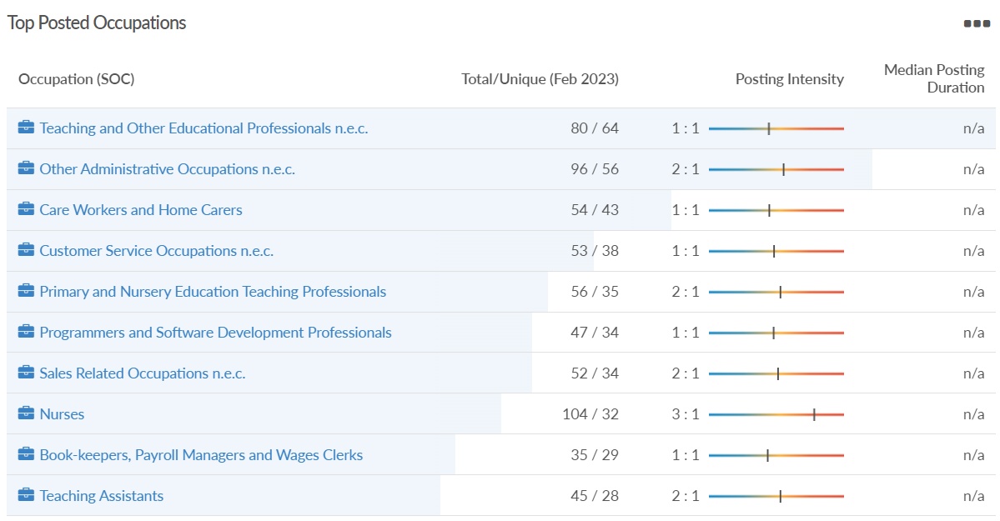 Top Posted Occupations
Occupation (SOC) Total/Unique (Feb 2023) Posting Intensity Median Posting Duration
Teaching and Other Educational Professionals n.e.c. 80 / 64 1 : 1 n/a
Other Administrative Occupations n.e.c. 96 / 56 2 : 1 n/a
Care Workers and Home Carers 54 / 43 1 : 1 n/a
Customer Service Occupations n.e.c. 53 / 38 1 : 1 n/a
Primary and Nursery Education Teaching Professionals 56 / 35 2 : 1 n/a
Programmers and Software Development Professionals 47 / 34 1 : 1 n/a
Sales Related Occupations n.e.c. 52 / 34 2 : 1 n/a
Nurses 104 / 32 3 : 1 n/a
Book-keepers, Payroll Managers and Wages Clerks 35 / 29 1 : 1 n/a
Teaching Assistants 45 / 28 2 : 1 n/a